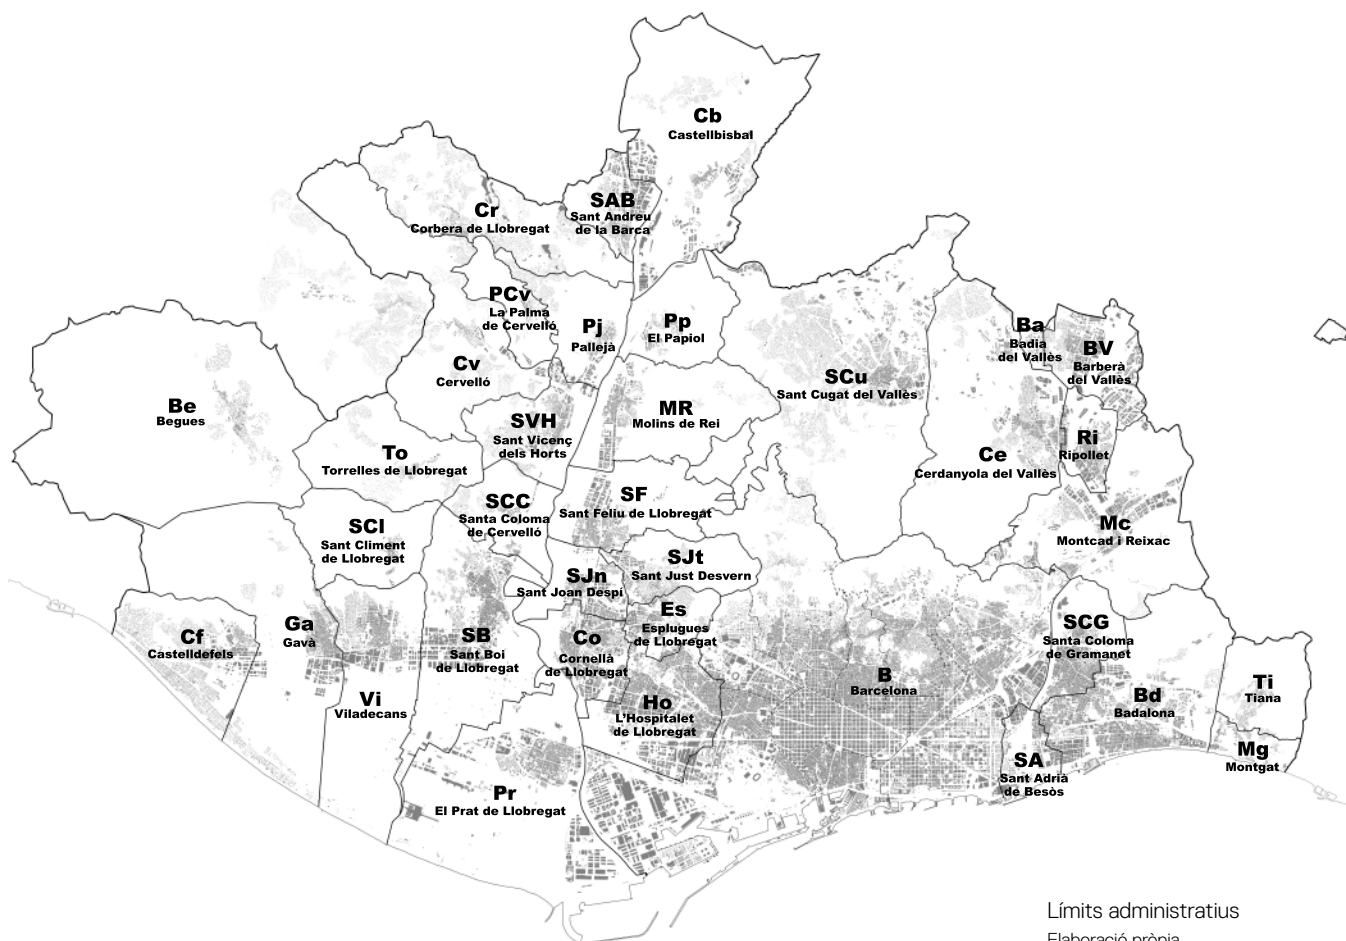 Cb
Castellbisbal
SAB
Sant Andreu
de la Barca
Cr
Corbera de Llobregat
PCv
La Palma
de Cervelló
Pj
Pallejà
Pp
El Papiol
Ba
Badia
del Vallès
BV
Barberà
del Vallès
Cv
Cervelló
SCu
Sant Cugat del Vallès
Be
Begues
MR
Molins de Rei
SVH
Sant Vicenç
dels Horts
Ri
Ripollet
To
Torrelles de Llobregat
Ce
Cerdanyola del Vallès
SF
Sant Feliu de Llobregat
SCC
Santa Coloma
de Cervelló
SCl
Sant Climent
de Llobregat
Mc
Montcad i Reixac
SJt
Sant Just Desvern
SJn
Sant Joan Despí
Es
Esplugues
de Llobregat
SCG
Santa Coloma
de Gramanet
Ga
Gavà
Cf
Castelldefels
SB
Sant Boi
de Llobregat
Co
Cornellà
de Llobregat
B
Barcelona
Ti
Tiana
Vi
Viladecans
Ho
L'Hospitalet
de Llobregat
Bd
Badalona
Mg
Montgat
SA
Sant Adrià
de Besòs
Pr
El Prat de Llobregat
Límits administratius
Elaboració pròpia